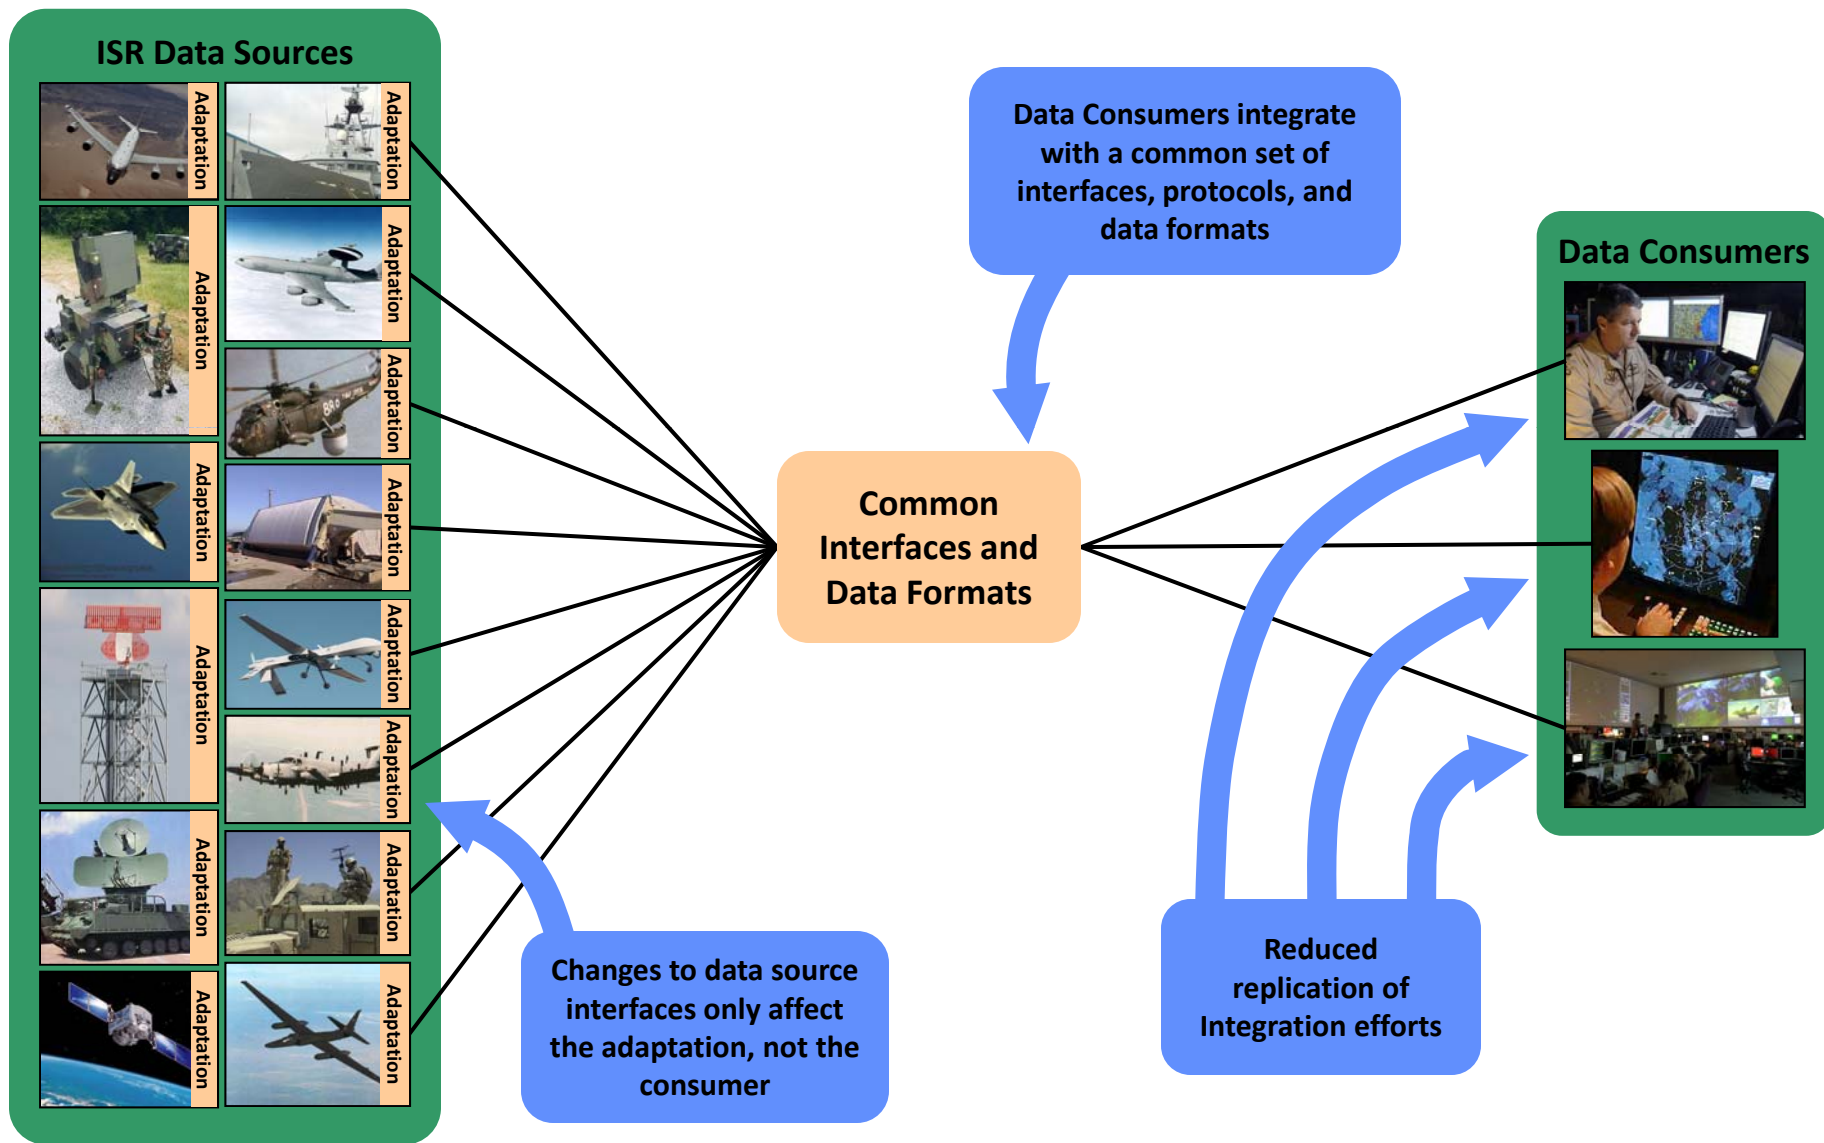 ISR Data Sources
Adaptation
Adaptation
Adaptation
Adaptation
Adaptation
Adaptation
Adaptation
Adaptation
Adaptation
Adaptation
Adaptation
Adaptation
Adaptation
Adaptation
Data Consumers integrate
with a common set of
interfaces, protocols, and
data formats
Common
Interfaces and
Data Formats
Changes to data source
interfaces only affect
the adaptation, not the
consumer
Reduced
replication of
Integration efforts
Data Consumers